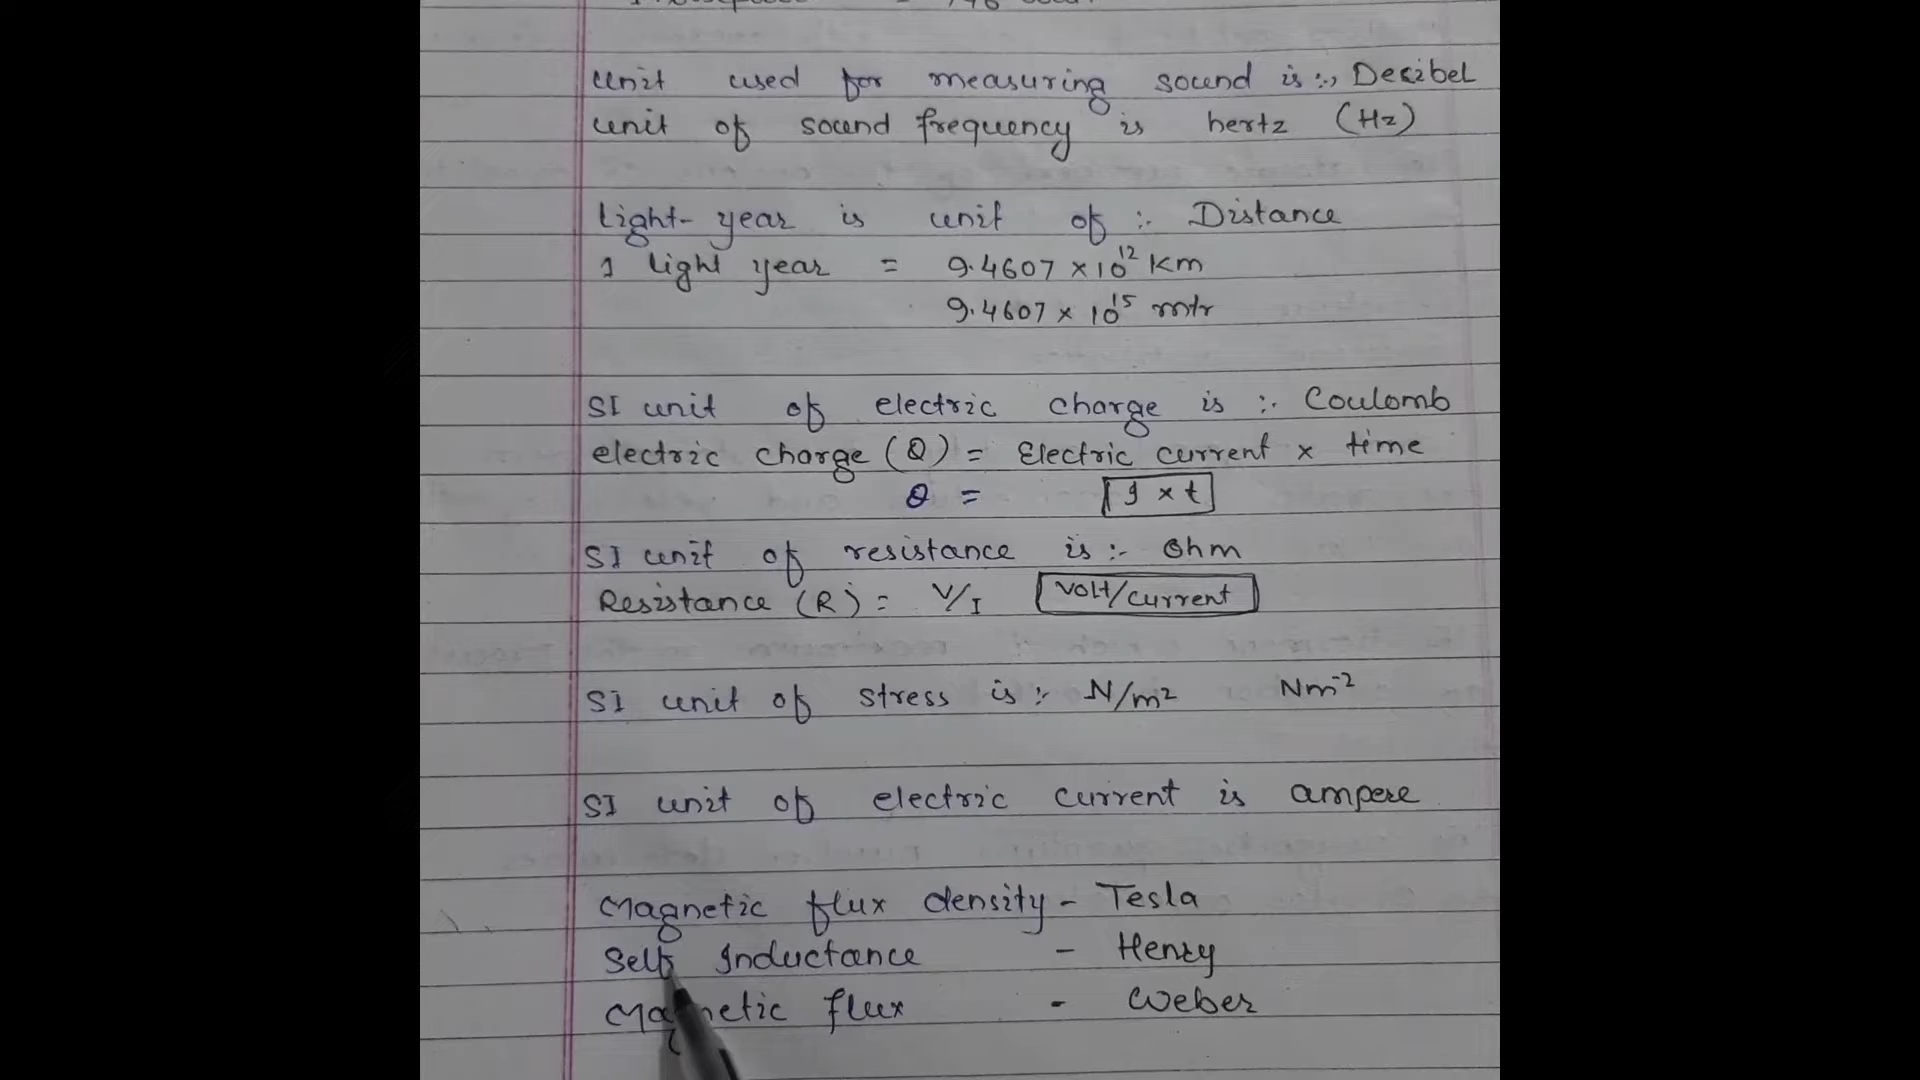 unit used for measuring sound is :, Decibel
unit of sound frequency is hertz (Hz)
Light-year is unit of :- Distance
1 light year = 9.4607 × 10¹² Km
9.4607 × 10¹⁵ mtr
SI unit of electric charge is :- Coulomb
electric charge (Q) = Electric current × time
Q = I × t
SI unit of resistance is :- Ohm
Resistance (R) = V/I Volt/current
SI unit of stress is :- N/m² Nm⁻²
SI unit of electric current is ampere
Magnetic flux density - Tesla
Self Inductance - Henry
Magnetic flux - Weber